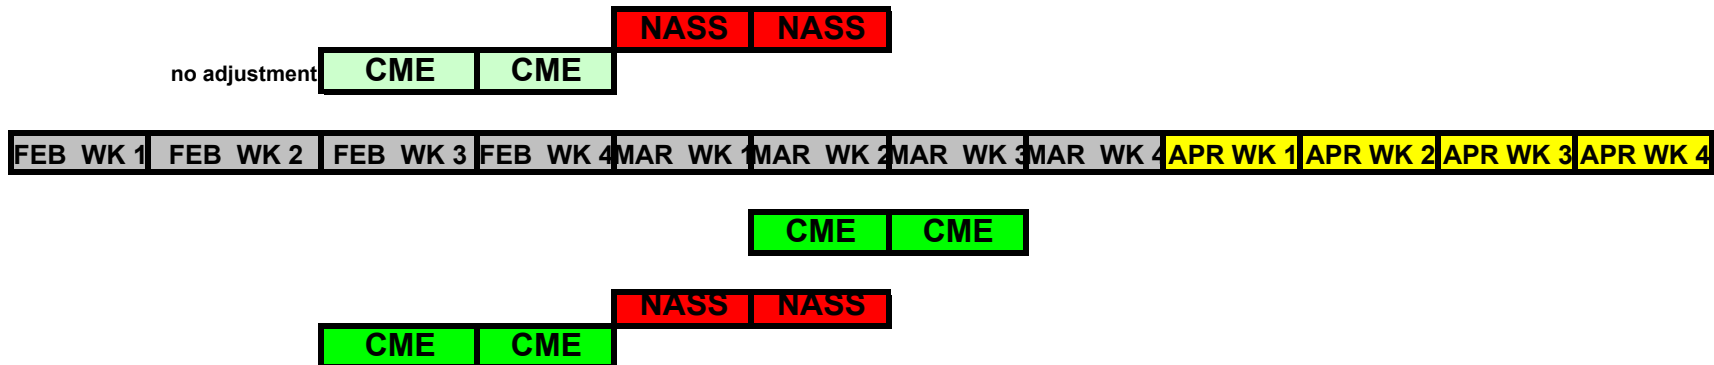 NASS NASS
no adjustment CME CME
FEB WK 1 FEB WK 2 FEB WK 3 FEB WK 4 MAR WK 1 MAR WK 2 MAR WK 3 MAR WK 4 APR WK 1 APR WK 2 APR WK 3 APR WK 4
CME CME
NASS NASS
CME CME